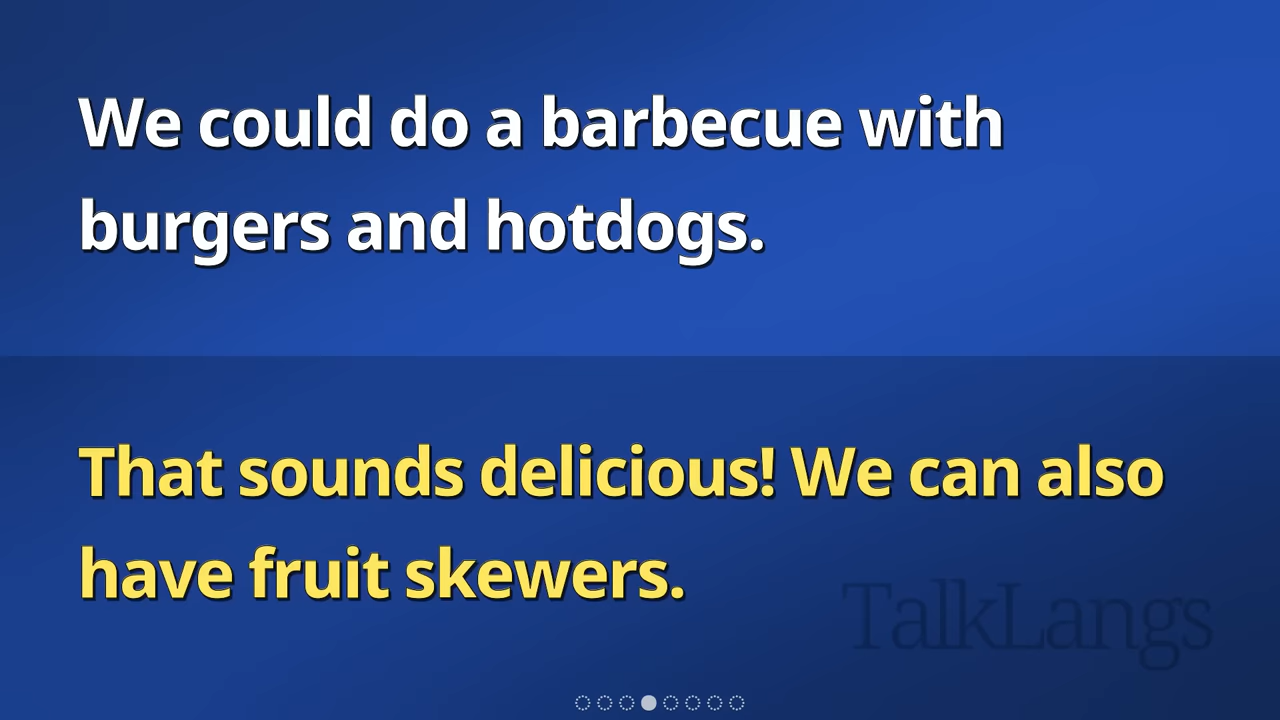 We could do a barbecue with
burgers and hotdogs.
That sounds delicious! We can also
have fruit skewers.
TalkLangs